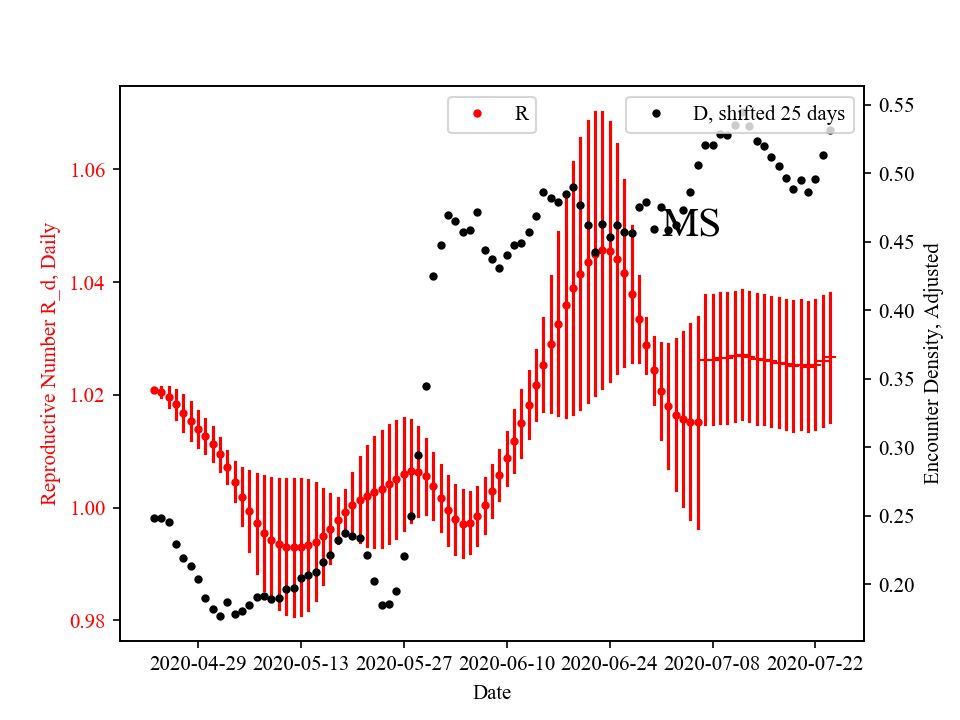 R
D, shifted 25 days
MS
Reproductive Number R_d, Daily
1.06
1.04
1.02
1.00
0.98
0.55
0.50
0.45
0.40
0.35
0.30
0.25
0.20
Encounter Density, Adjusted
2020-04-29 2020-05-13 2020-05-27 2020-06-10 2020-06-24 2020-07-08 2020-07-22
Date